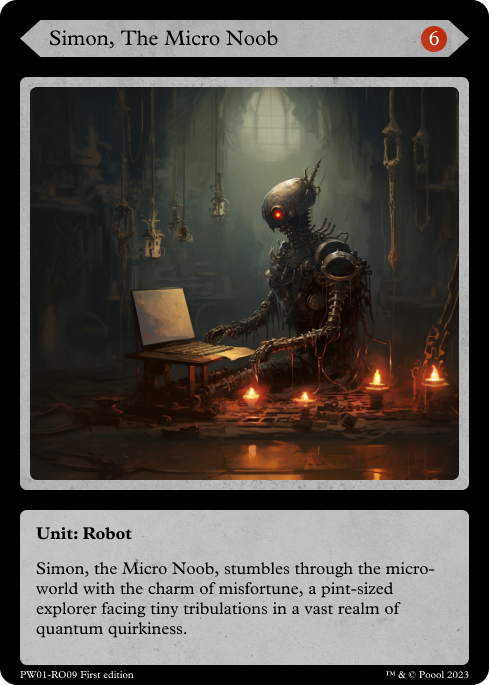 Simon, The Micro Noob
6
Unit: Robot
Simon, the Micro Noob, stumbles through the micro-
world with the charm of misfortune, a pint-sized
explorer facing tiny tribulations in a vast realm of
quantum quirkiness.
PW01-RO09 First edition
™ & © Poool 2023